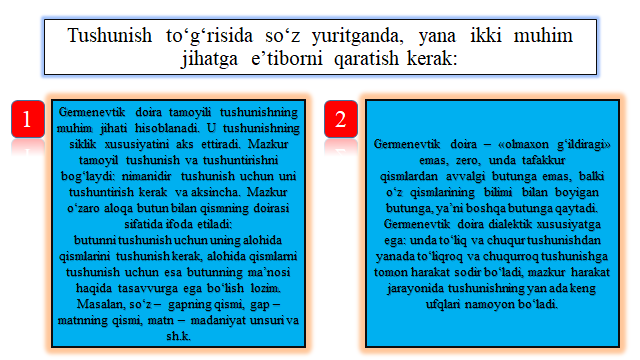 Tushunish to‘g‘risida so‘z yuritganda, yana ikki muhim
jihatga e’tiborni qaratish kerak:
1
Germenevtik doira tamoyili tushunishning
muhim jihati hisoblanadi. U tushunishning
siklik xususiyatini aks ettiradi. Mazkur
tamoyil tushunish va tushuntirishni
bog‘laydi: nimanidir tushunish uchun uni
tushuntirish kerak va aksincha. Mazkur
o‘zaro aloqa butun bilan qismning doirasi
sifatida ifoda etiladi:
butunni tushunish uchun uning alohida
qismlarini tushunish kerak, alohida qismlarni
tushunish uchun esa butunning ma’nosi
haqida tasavvurga ega bo‘lish lozim.
Masalan, so‘z – gapning qismi, gap –
matnning qismi, matn – madaniyat unsuri va
sh.k.
2
Germenevtik doira – «olmaxon g‘ildiragi»
emas, zero, unda tafakkur
qismlardan avvalgi butunga emas, balki
o‘z qismlarining bilimi bilan boyigan
butunga, ya’ni boshqa butunga qaytadi.
Germenevtik doira dialektik xususiyatga
ega: unda to‘liq va chuqur tushunishdan
yanada to‘liqroq va chuqurroq tushunishga
tomon harakat sodir bo‘ladi, mazkur harakat
jarayonida tushunishning yan ada keng
ufqlari namoyon bo‘ladi.